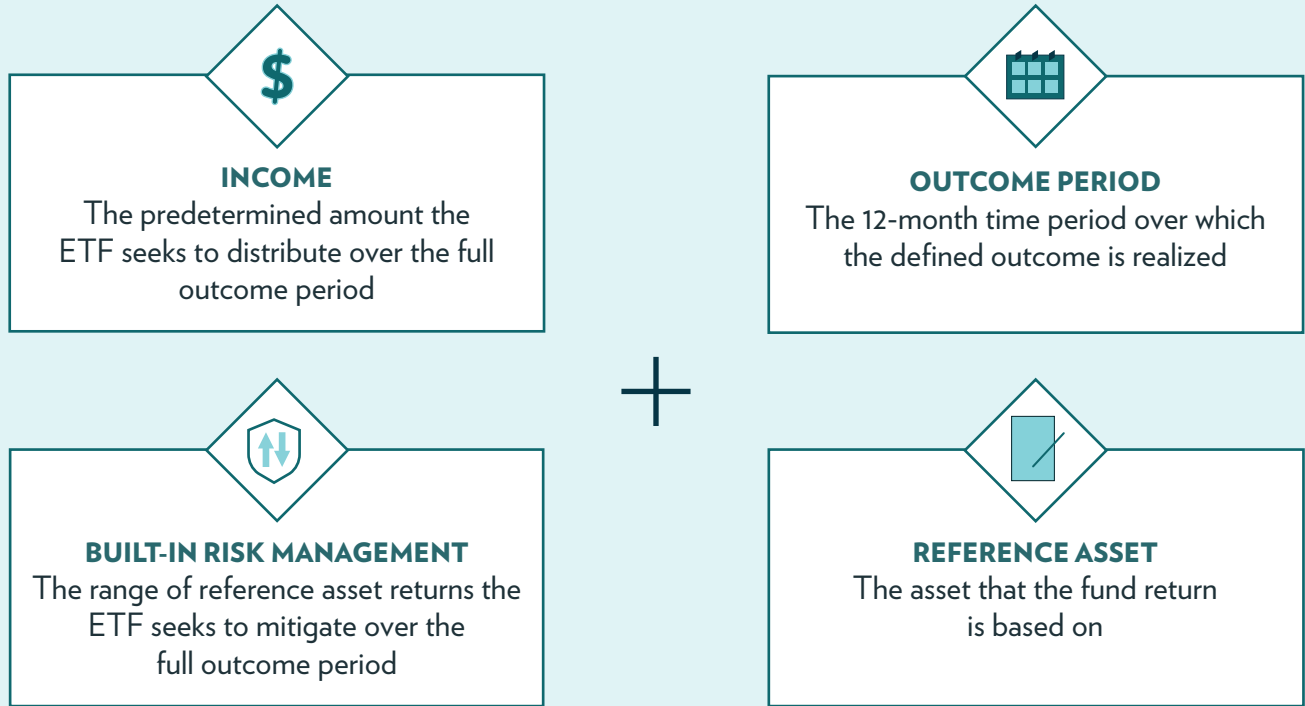 $
INCOME
The predetermined amount the
ETF seeks to distribute over the full
outcome period
OUTCOME PERIOD
The 12-month time period over which
the defined outcome is realized
BUILT-IN RISK MANAGEMENT
The range of reference asset returns the
ETF seeks to mitigate over the
full outcome period
REFERENCE ASSET
The asset that the fund return
is based on